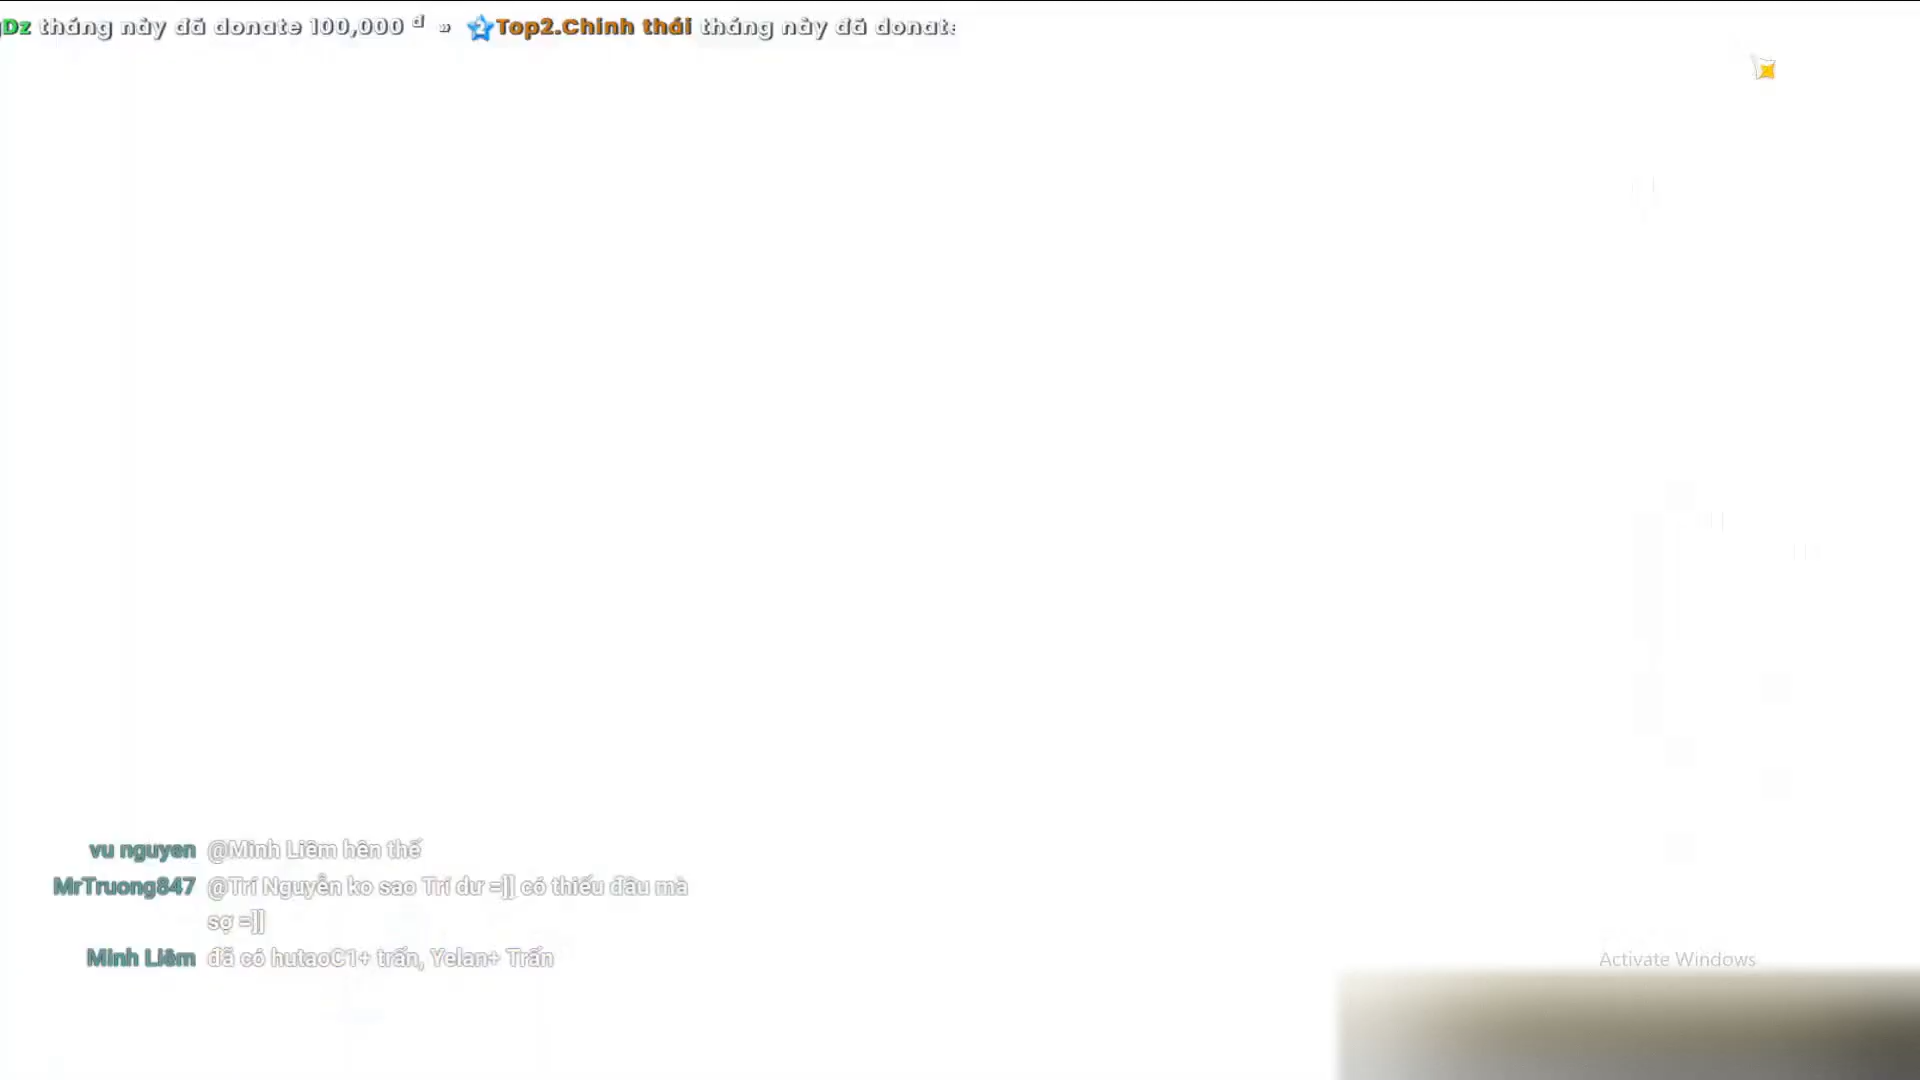 Dz tháng này đã donate 100,000 đ » 2 Top2.Chinh thái tháng này đã donate
vu nguyen @Minh Liêm hên thế
MrTruong847 @Trí Nguyễn ko sao Trí dư =]] có thiếu đâu mà
sợ =]]
Minh Liêm đã có hutaoC1+ trấn, Yelan+ Trấn
Activate Windows